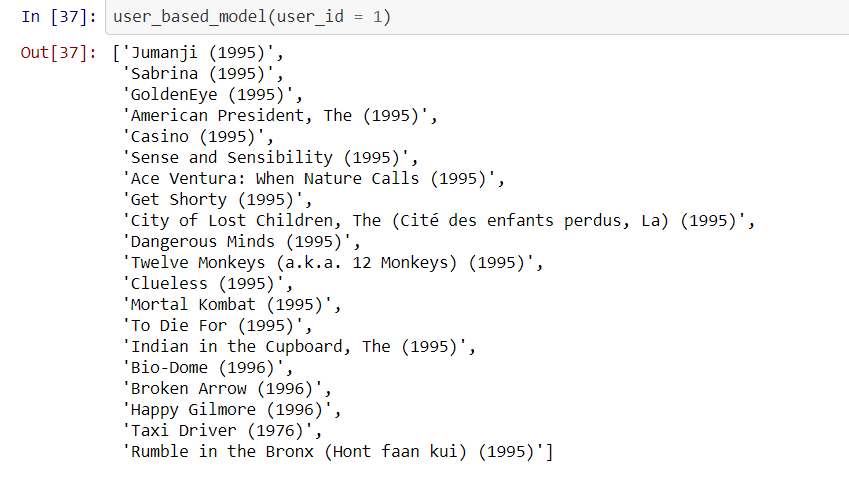 In [37]: user_based_model(user_id = 1)
Out[37]: ['Jumanji (1995)',
'Sabrina (1995)',
'GoldenEye (1995)',
'American President, The (1995)',
'Casino (1995)',
'Sense and Sensibility (1995)',
'Ace Ventura: When Nature Calls (1995)',
'Get Shorty (1995)',
'City of Lost Children, The (Cité des enfants perdus, La) (1995)',
'Dangerous Minds (1995)',
'Twelve Monkeys (a.k.a. 12 Monkeys) (1995)',
'Clueless (1995)',
'Mortal Kombat (1995)',
'To Die For (1995)',
'Indian in the Cupboard, The (1995)',
'Bio-Dome (1996)',
'Broken Arrow (1996)',
'Happy Gilmore (1996)',
'Taxi Driver (1976)',
'Rumble in the Bronx (Hont faan kui) (1995)']